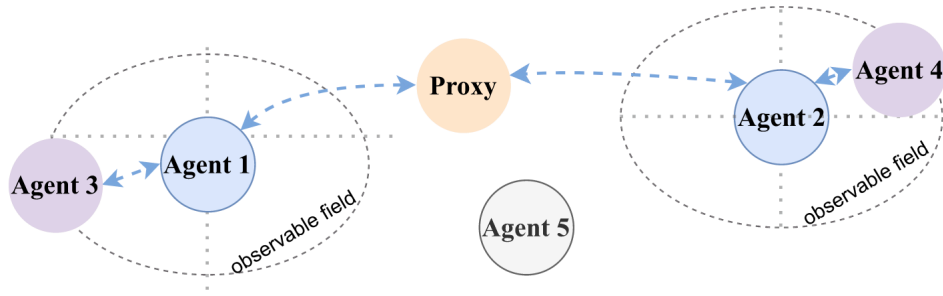 Agent 3
Agent 1
observable field
Proxy
Agent 5
Agent 2
Agent 4
observable field